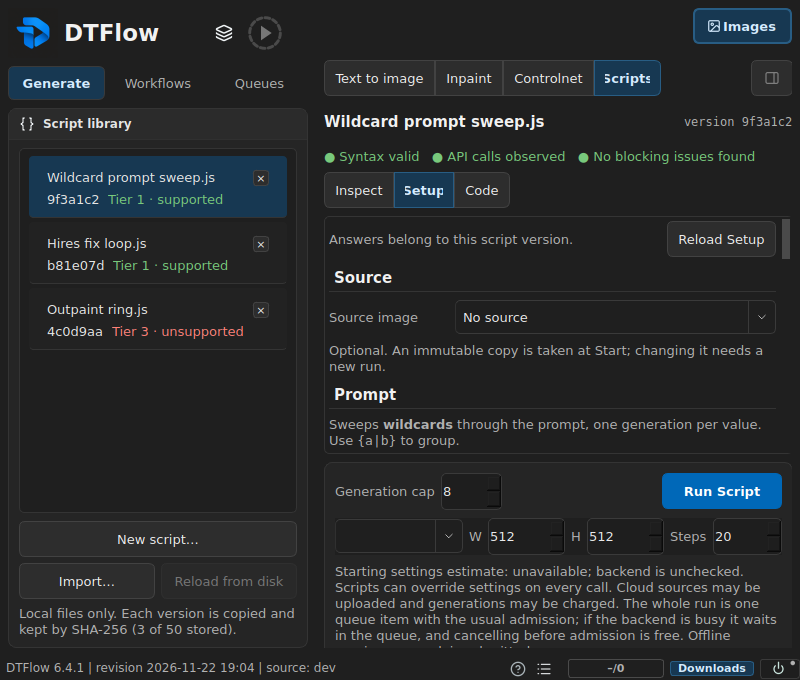 DTFlow
Images
Generate
Workflows
Queues
Text to image
Inpaint
Controlnet
Scripts
{ } Script library
Wildcard prompt sweep.js
9f3a1c2 Tier 1 · supported
Hires fix loop.js
b81e07d Tier 1 · supported
Outpaint ring.js
4c0d9aa Tier 3 · unsupported
New script...
Import...
Reload from disk
Local files only. Each version is copied and
kept by SHA-256 (3 of 50 stored).
Wildcard prompt sweep.js
version 9f3a1c2
● Syntax valid ● API calls observed ● No blocking issues found
Inspect
Setup
Code
Answers belong to this script version.
Reload Setup
Source
Source image
No source
Optional. An immutable copy is taken at Start; changing it needs a
new run.
Prompt
Sweeps wildcards through the prompt, one generation per value.
Use {a|b} to group.
Generation cap 8
Run Script
W 512 H 512 Steps 20
Starting settings estimate: unavailable; backend is unchecked.
Scripts can override settings on every call. Cloud sources may be
uploaded and generations may be charged. The whole run is one
queue item with the usual admission; if the backend is busy it waits
in the queue, and cancelling before admission is free. Offline
DTFlow 6.4.1 | revision 2026-11-22 19:04 | source: dev
–/0
Downloads